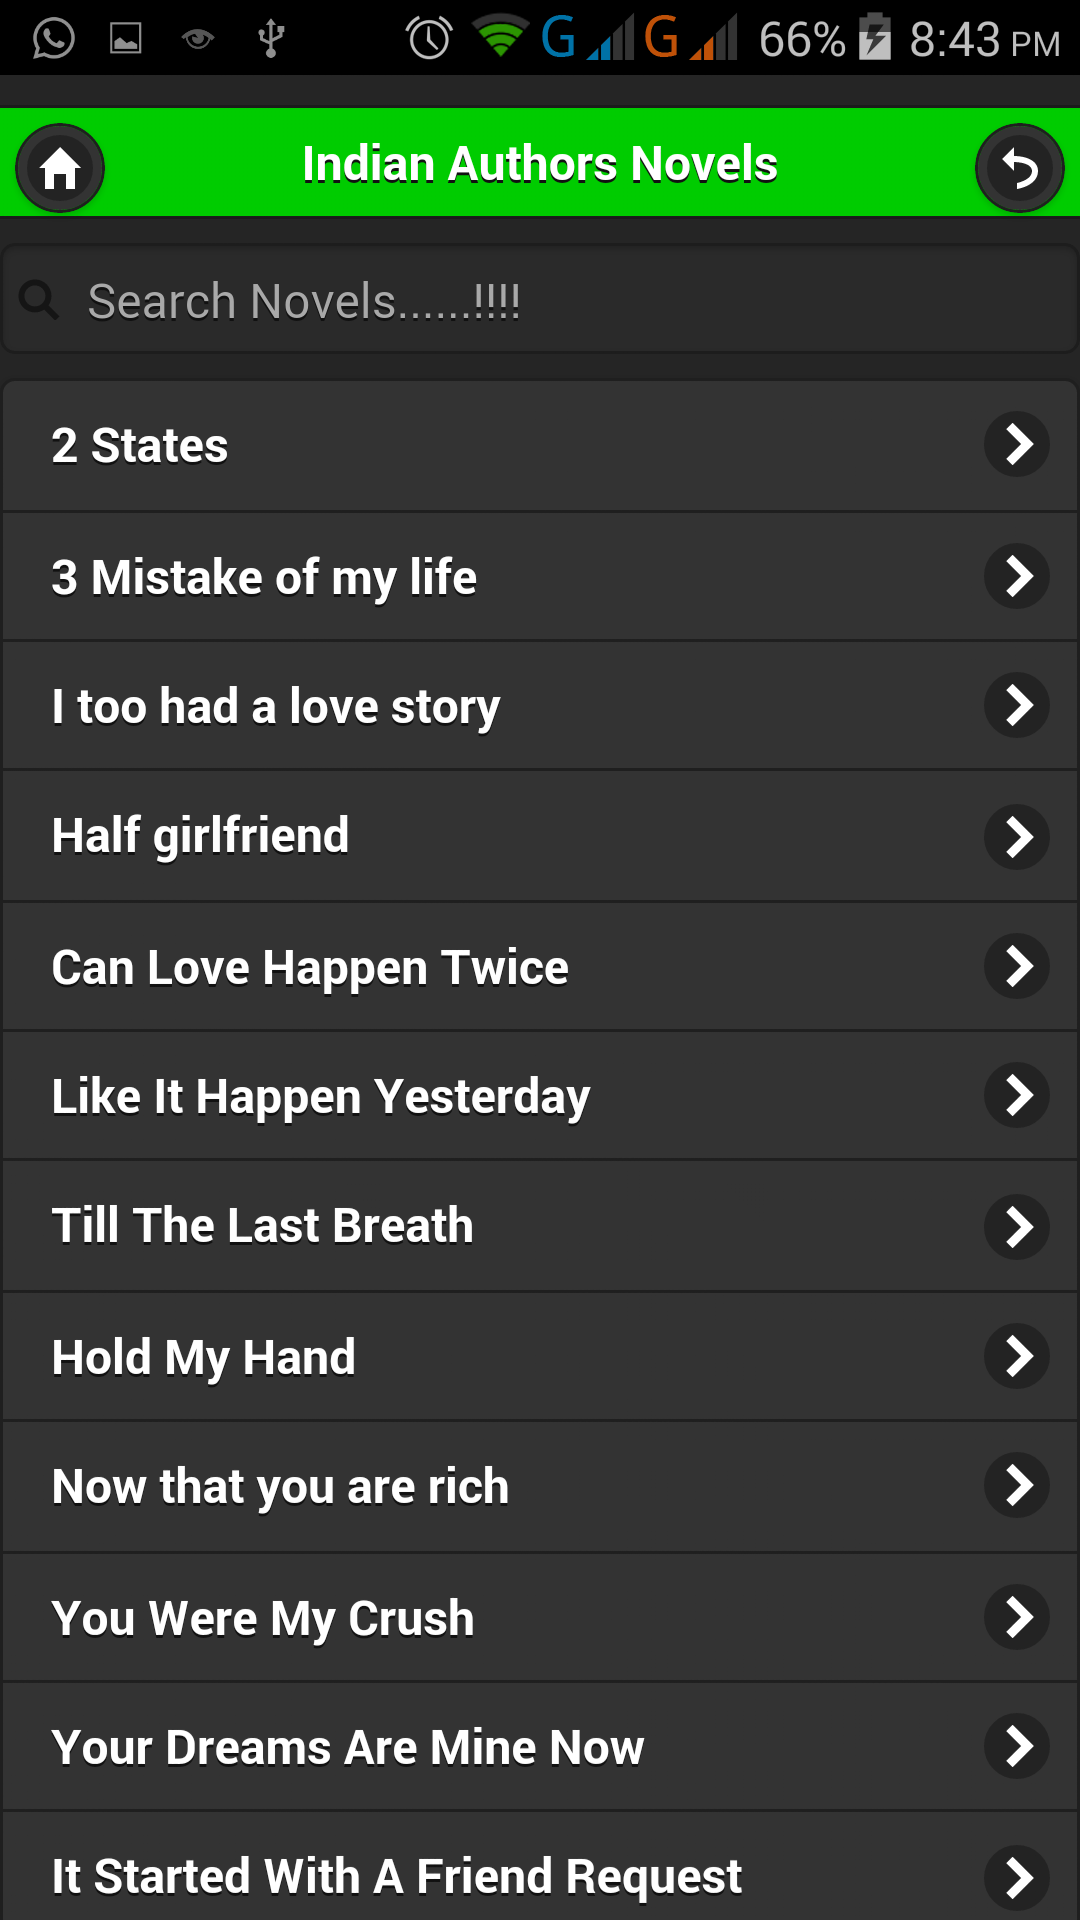 G G 66% 8:43 PM
Indian Authors Novels
Search Novels......!!!!
2 States
3 Mistake of my life
I too had a love story
Half girlfriend
Can Love Happen Twice
Like It Happen Yesterday
Till The Last Breath
Hold My Hand
Now that you are rich
You Were My Crush
Your Dreams Are Mine Now
It Started With A Friend Request